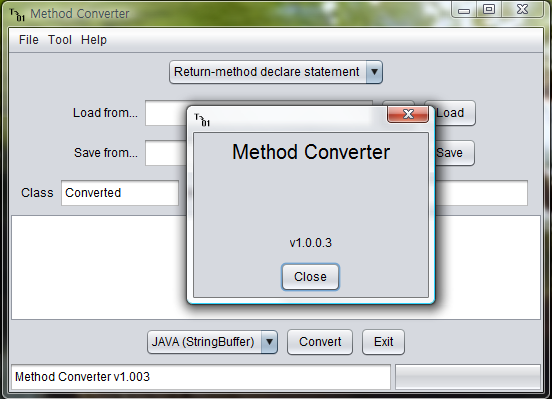 Method Converter
File Tool Help
Return-method declare statement
Load from... Load
Save from... Save
Class Converted
Method Converter
v1.0.0.3
Close
JAVA (StringBuffer) Convert Exit
Method Converter v1.003